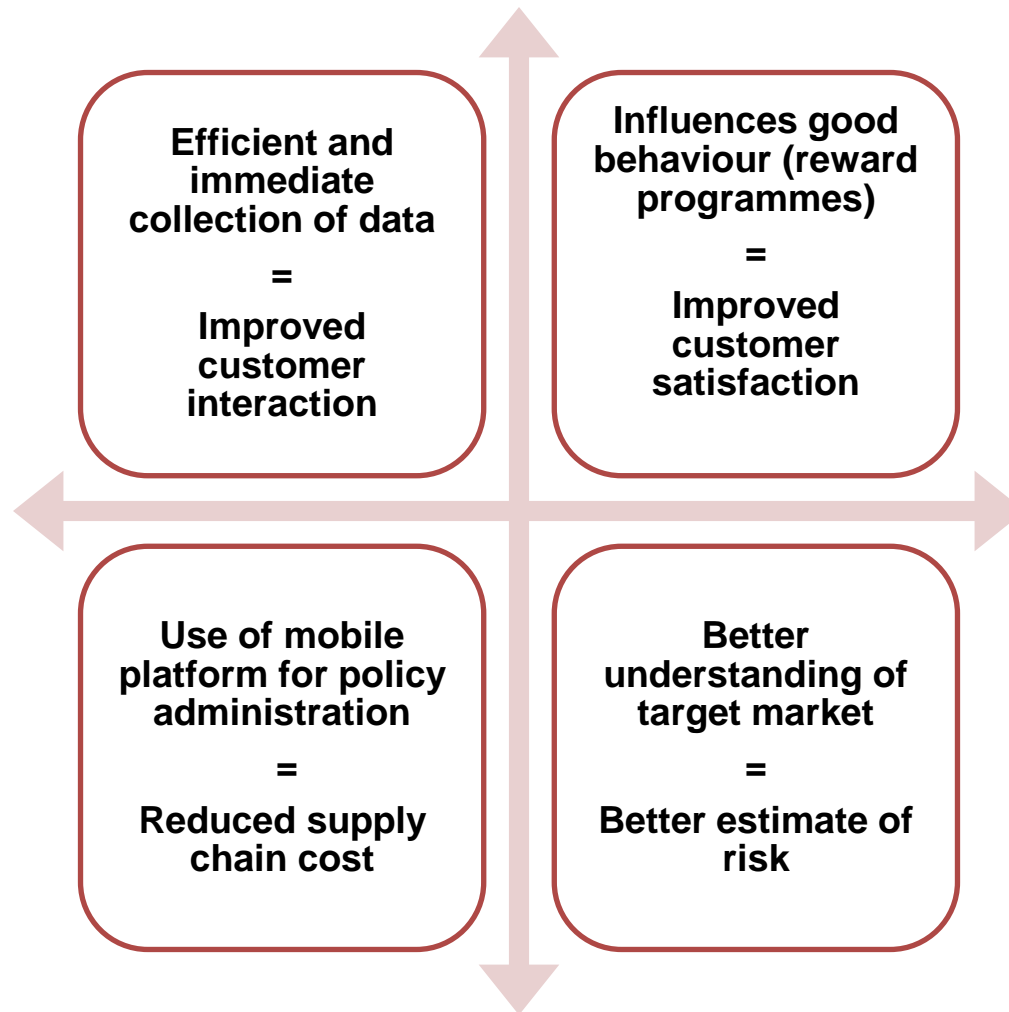 Efficient and
immediate
collection of data
=
Improved
customer
interaction
Influences good
behaviour (reward
programmes)
=
Improved
customer
satisfaction
Use of mobile
platform for policy
administration
=
Reduced supply
chain cost
Better
understanding of
target market
=
Better estimate of
risk